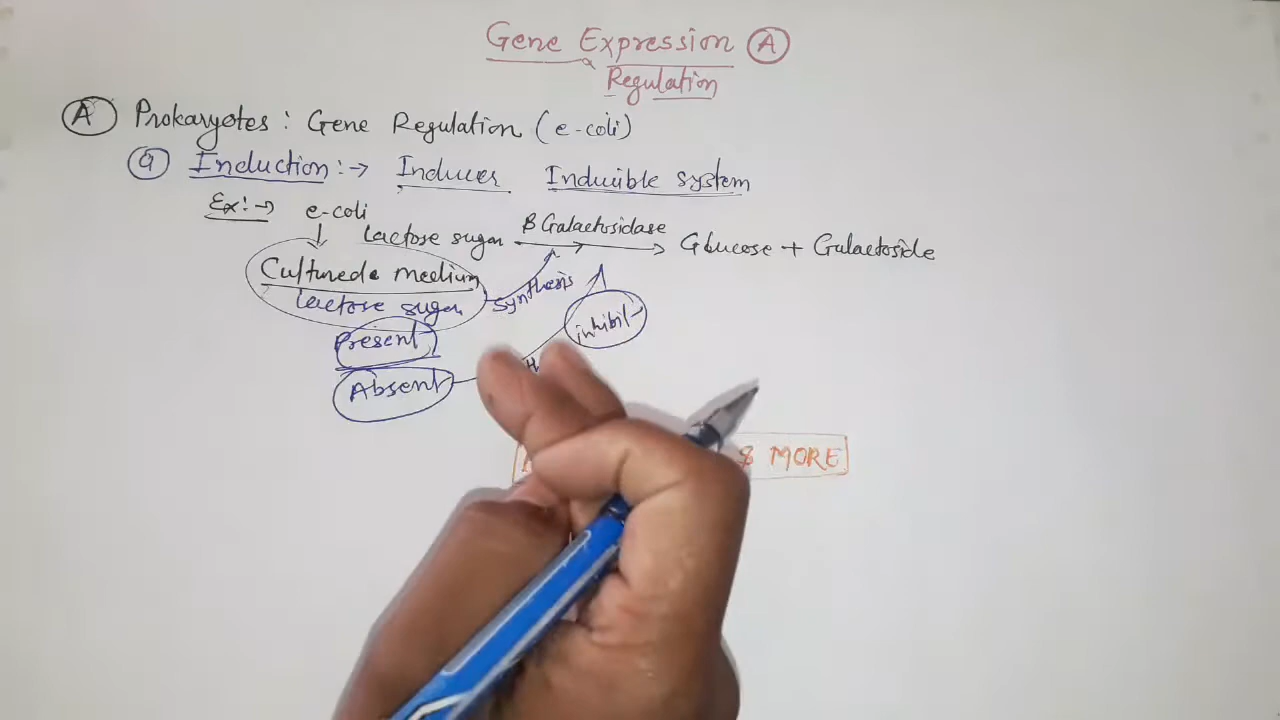 Gene Expression A
Regulation
A Prokaryotes : Gene Regulation (e-coli)
a Induction :→ Inducer Inducible system
Ex:→ e-coli
Lactose sugar β Galactosidase Glucose + Galactoside
Cultured medium
Lactose sugar synthesis
Present inhibit
Absent
& MORE